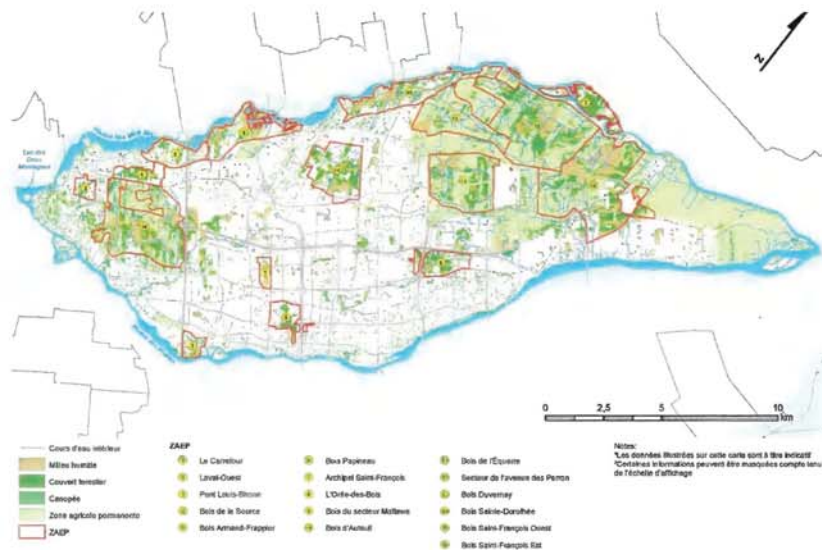 N
Lac des
Deux
Montagnes
0 2,5 5 10
km
Cours d'eau intérieur
Milieu humide
Couvert forestier
Canopée
Zone agricole permanente
ZAEP
ZAEP
Le Carrefour
Laval-Ouest
Pont Louis-Bisson
Bois de la Source
Bois Armand-Frappier
Bois Papineau
Archipel Saint-François
L'Orée-des-Bois
Bois du secteur Mattawa
Bois d'Auteuil
Bois de l'Équerre
Secteur de l'avenue des Perron
Bois Duvernay
Bois Sainte-Dorothée
Bois Saint-François Ouest
Bois Saint-François Est
Notes:
*Les données illustrées sur cette carte sont à titre indicatif
*Certaines informations peuvent être masquées compte tenu
de l'échelle d'affichage